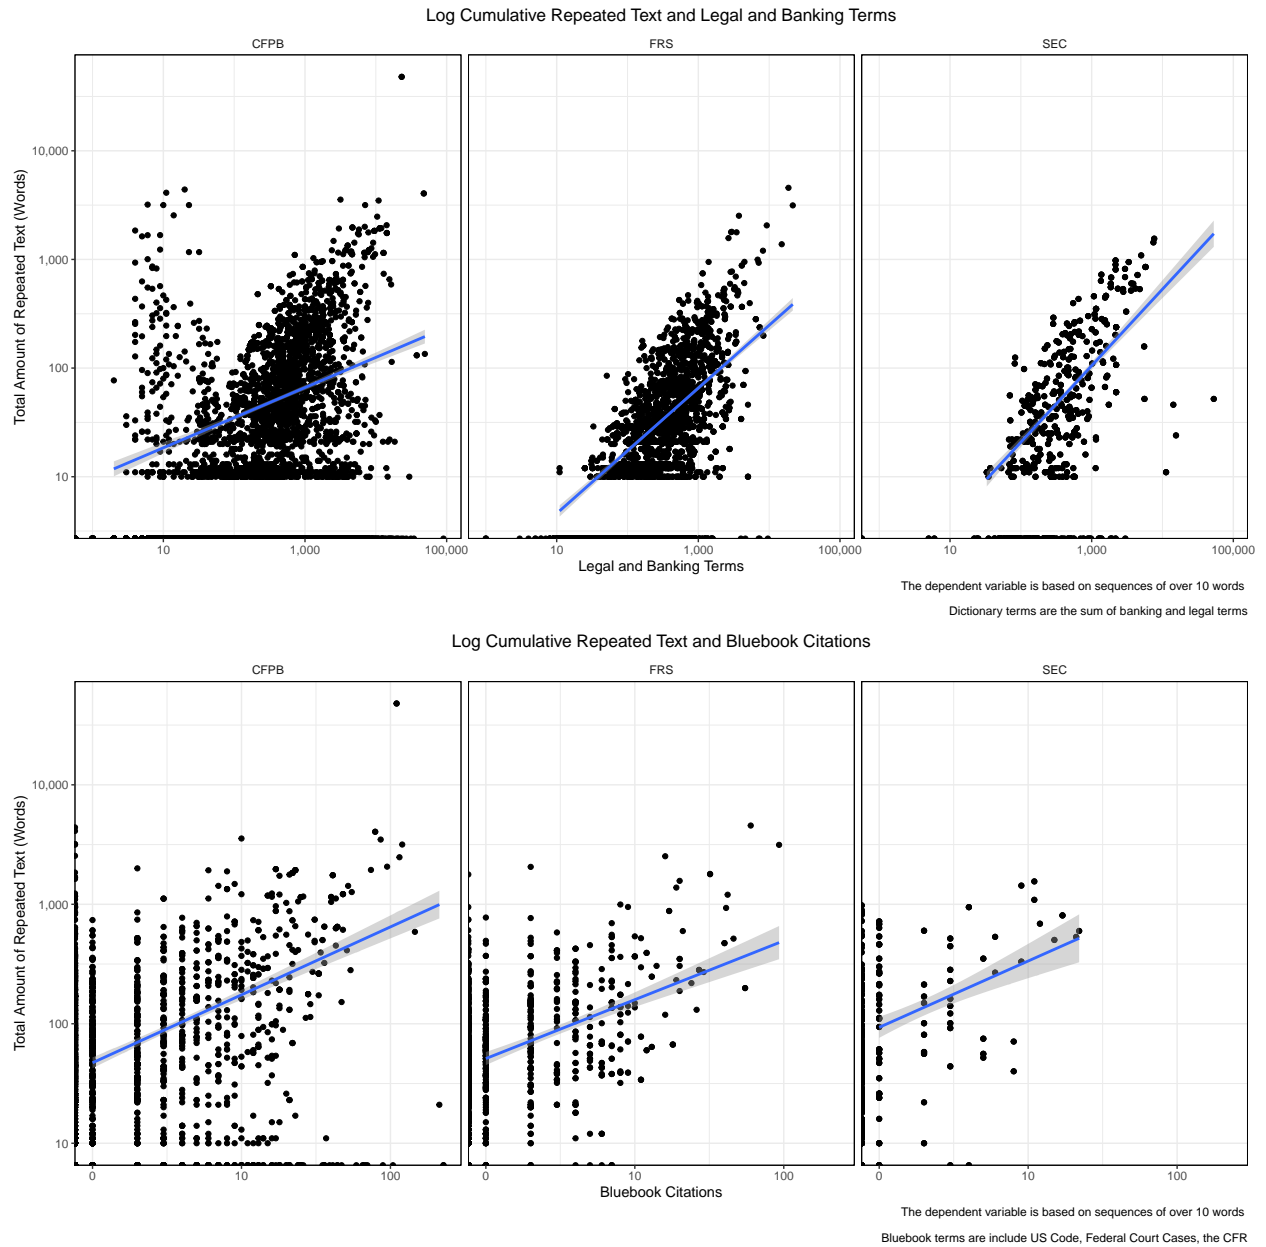 Log Cumulative Repeated Text and Legal and Banking Terms
CFPB FRS SEC
Total Amount of Repeated Text (Words)
10,000
1,000
100
10
10 1,000 100,000 10 1,000 100,000 10 1,000 100,000
Legal and Banking Terms
The dependent variable is based on sequences of over 10 words
Dictionary terms are the sum of banking and legal terms
Log Cumulative Repeated Text and Bluebook Citations
CFPB FRS SEC
Total Amount of Repeated Text (Words)
10,000
1,000
100
10
0 10 100 0 10 100 0 10 100
Bluebook Citations
The dependent variable is based on sequences of over 10 words
Bluebook terms are include US Code, Federal Court Cases, the CFR